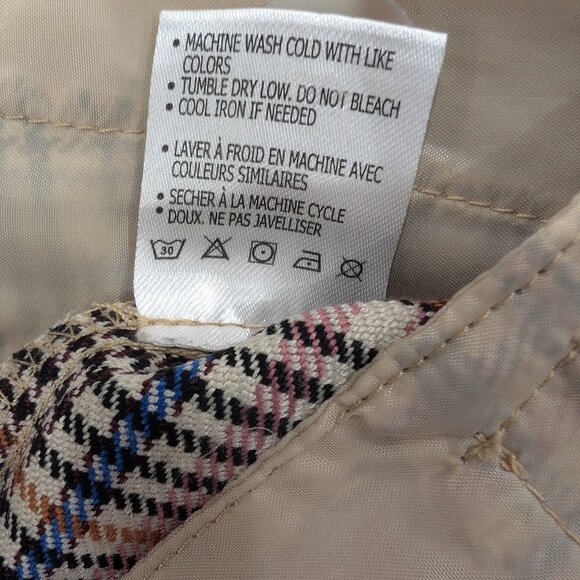 • MACHINE WASH COLD WITH LIKE
COLORS
• TUMBLE DRY LOW. DO NOT BLEACH
• COOL IRON IF NEEDED
• LAVER À FROID EN MACHINE AVEC
COULEURS SIMILAIRES
• SECHER À LA MACHINE CYCLE
• DOUX. NE PAS JAVELLISER
30